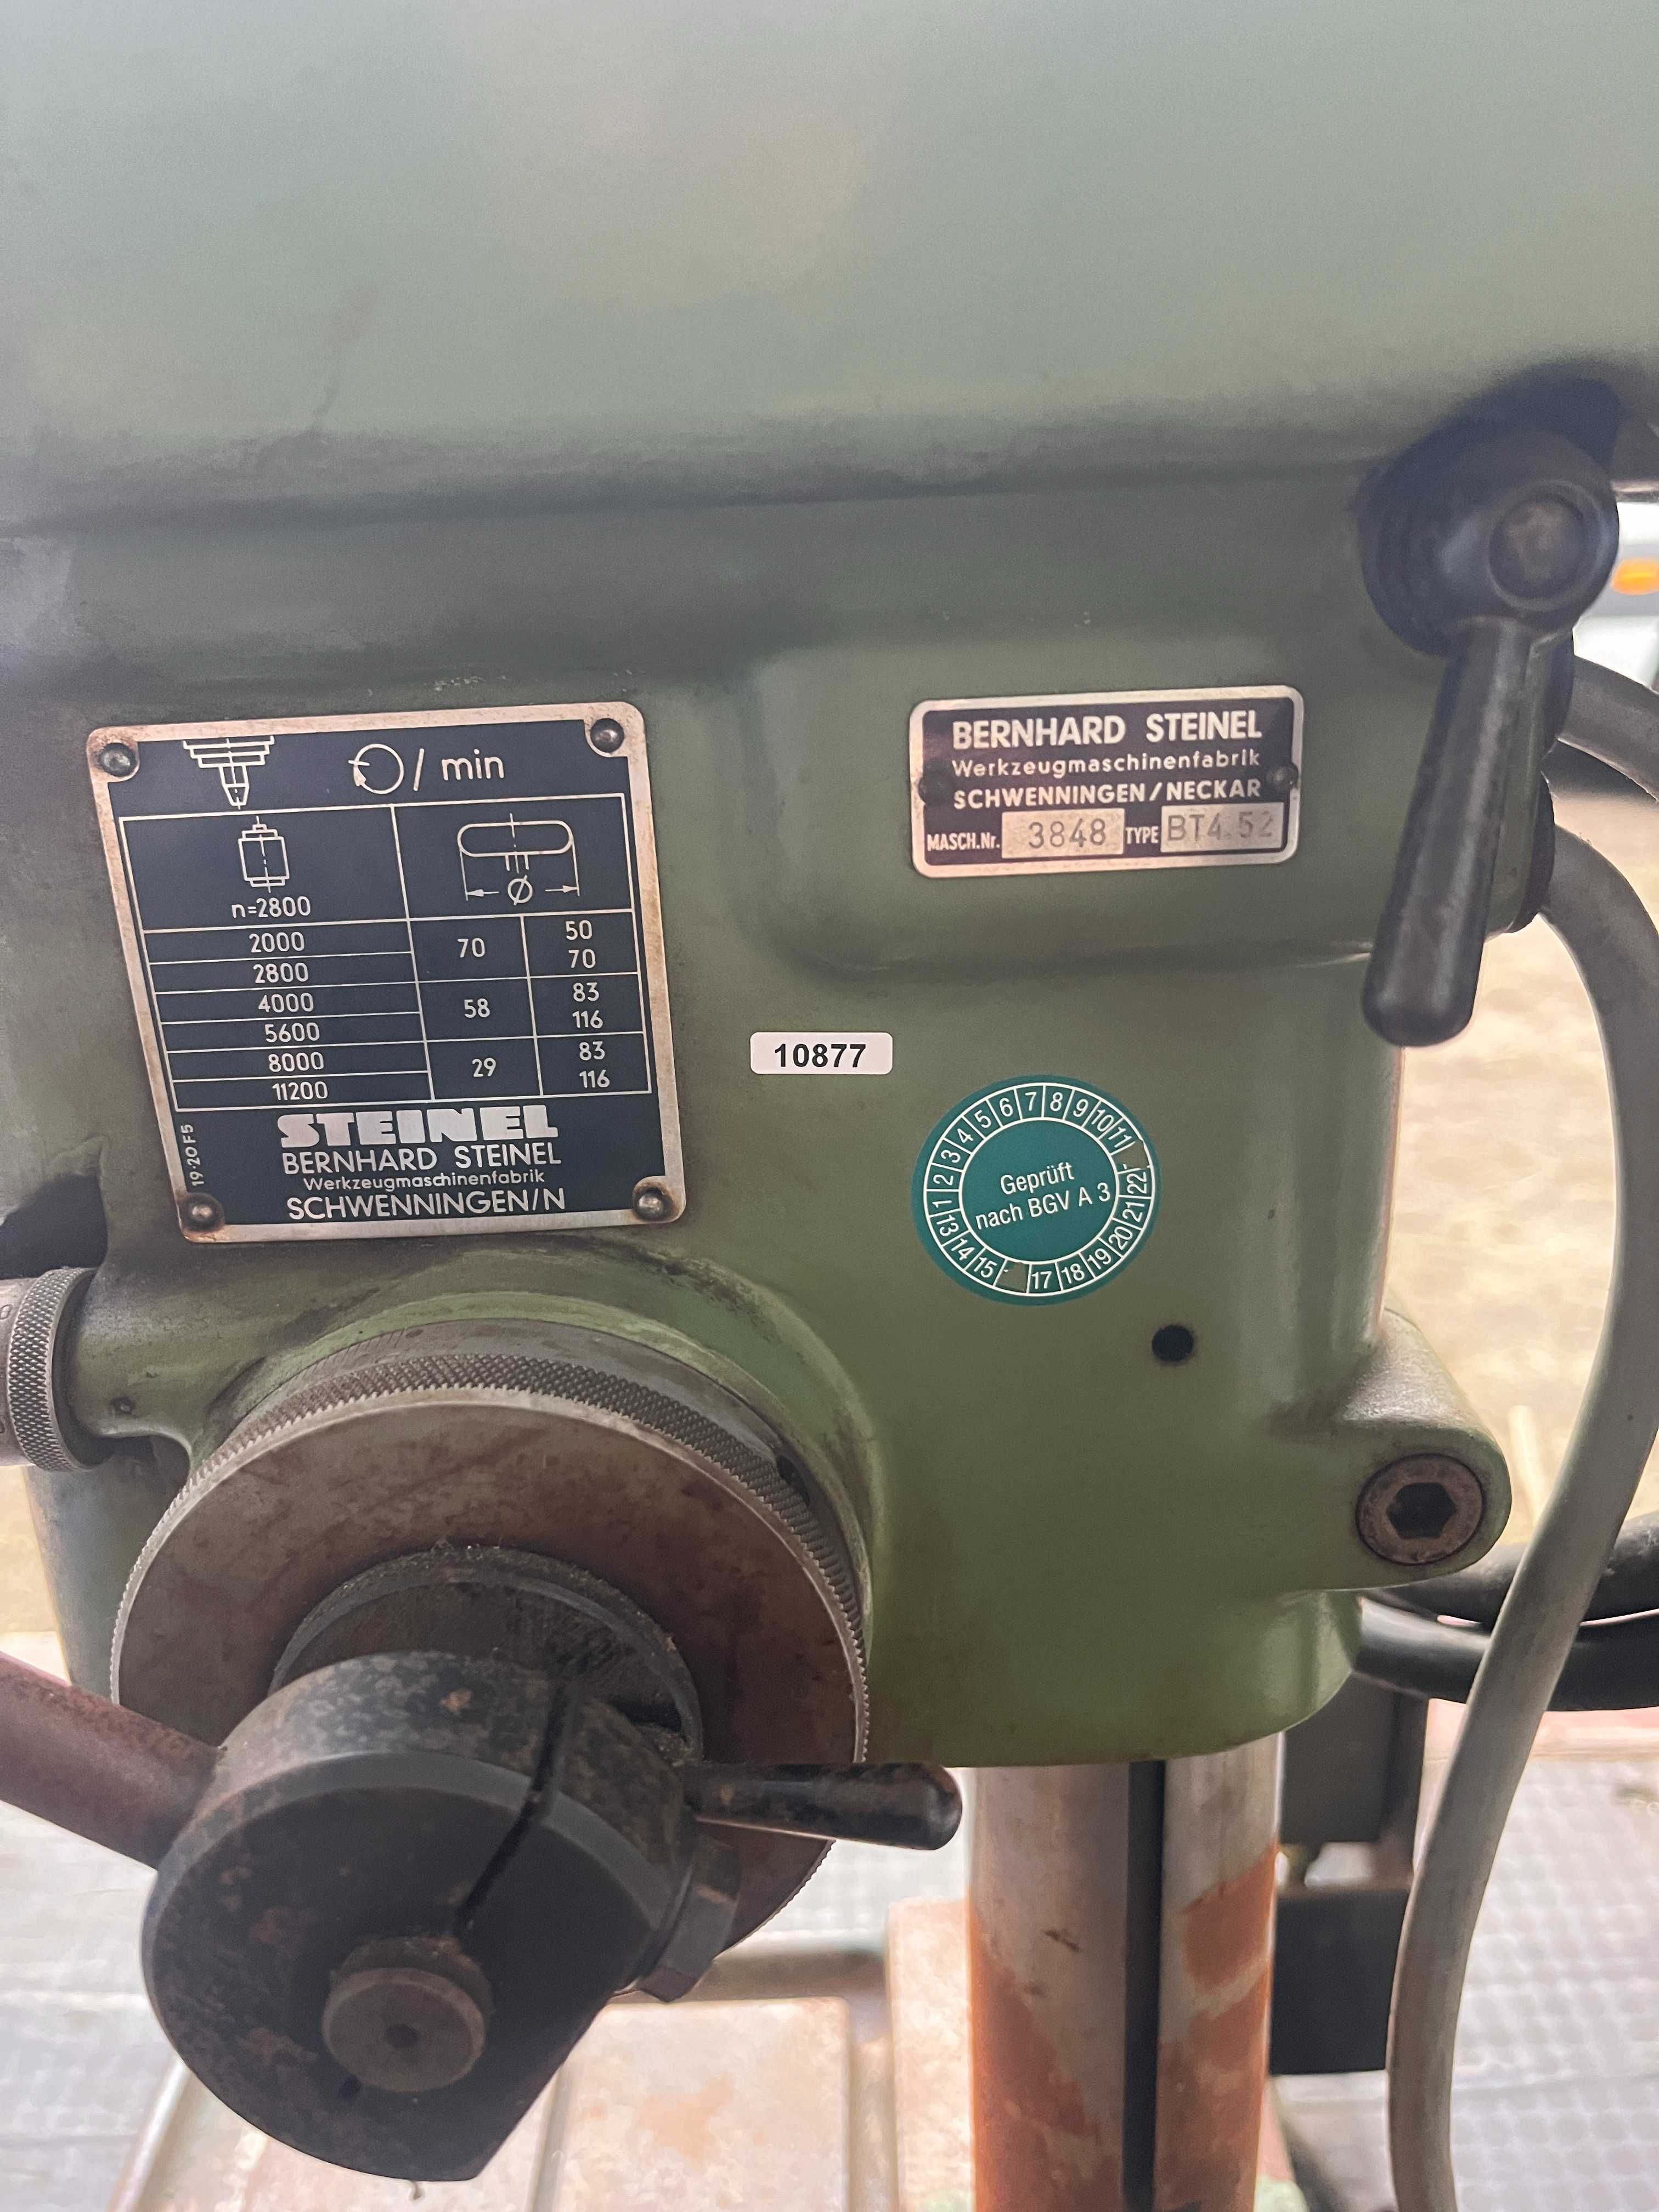 / min
n=2800
Ø
2000
2800
70
50
70
4000
5600
58
83
116
8000
11200
29
83
116
19·20F5
STEINEL
BERNHARD STEINEL
Werkzeugmaschinenfabrik
SCHWENNINGEN/N
BERNHARD STEINEL
Werkzeugmaschinenfabrik
SCHWENNINGEN/NECKAR
MASCH.Nr. 3848 TYPE BT4.52
10877
1 2 3 4 5 6 7 8 9 10 11
Geprüft
nach BGV A 3
13 14 15 17 18 19 20 21 22